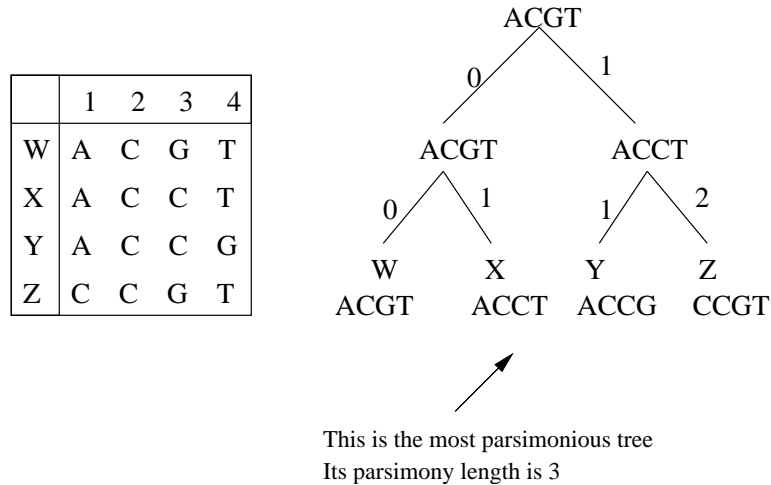 1 2 3 4
W A C G T
X A C C T
Y A C C G
Z C C G T
ACGT
0 1
ACGT ACCT
0 1 1 2
W X Y Z
ACGT ACCT ACCG CCGT
This is the most parsimonious tree
Its parsimony length is 3